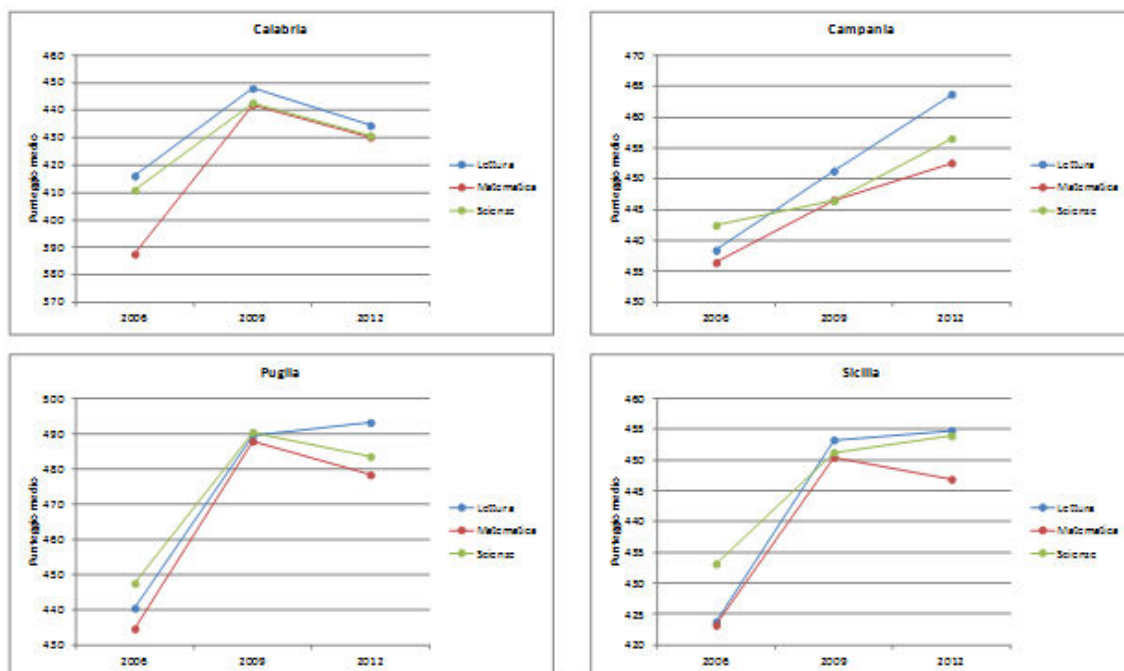 Calabria
Punteggio medio
460
450
440
430
420
410
400
390
380
370
2006
2009
2012
Lettura
Matematica
Scienze
Campania
Punteggio medio
470
465
460
455
450
445
440
435
430
2006
2009
2012
Lettura
Matematica
Scienze
Puglia
Punteggio medio
500
490
480
470
460
450
440
430
2006
2009
2012
Lettura
Matematica
Scienze
Sicilia
Punteggio medio
460
455
450
445
440
435
430
425
420
2006
2009
2012
Lettura
Matematica
Scienze